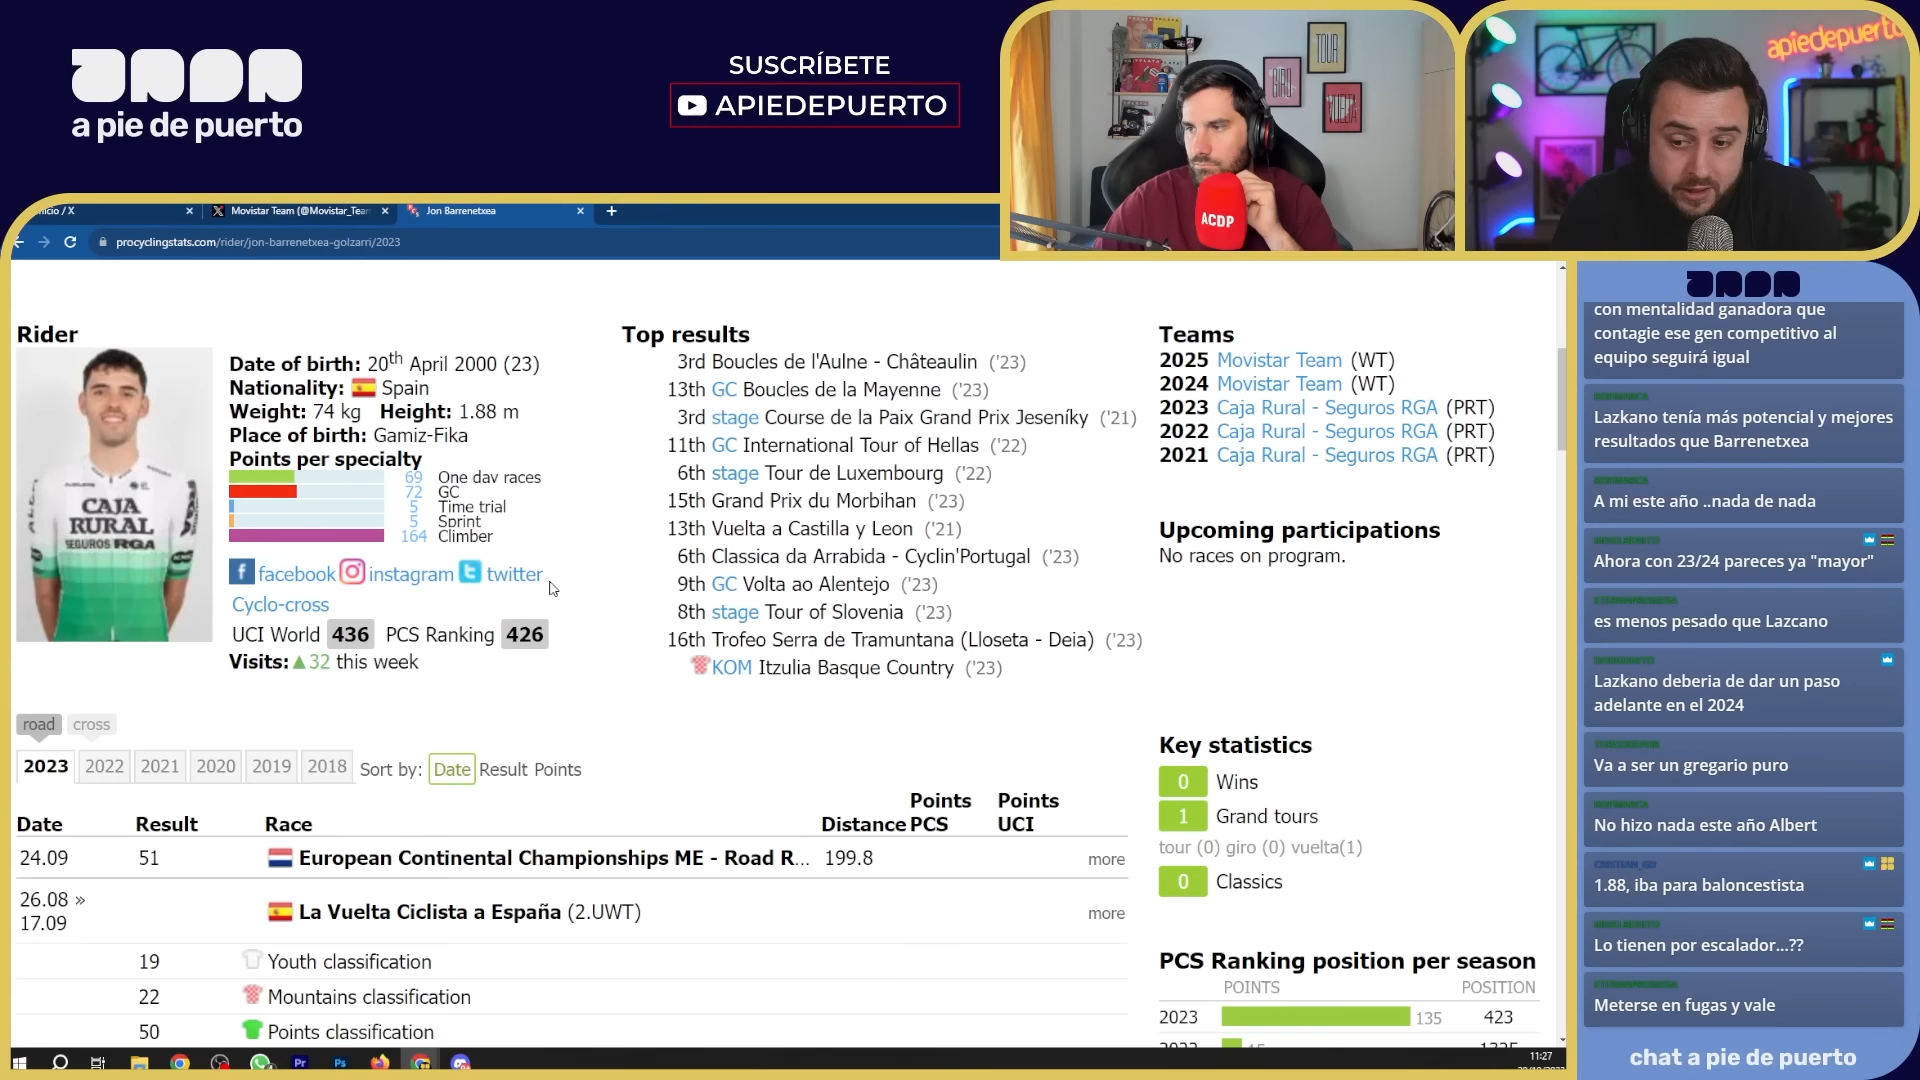 a pie de puerto
SUSCRÍBETE
APIEDEPUERTO
TOUR
GIRO
VUELTA
ACDP
apiedepuerto
nicio / X
Movistar Team (@Movistar_Tean
Jon Barrenetxea
procyclingstats.com/rider/jon-barrenetxea-golzarri/2023
Rider
CAJA
RURAL
SEGUROS RGA
Date of birth: 20th April 2000 (23)
Nationality: Spain
Weight: 74 kg Height: 1.88 m
Place of birth: Gamiz-Fika
Points per specialty
69 One day races
72 GC
5 Time trial
5 Sprint
164 Climber
facebook instagram twitter
Cyclo-cross
UCI World 436 PCS Ranking 426
Visits: ▲32 this week
Top results
3rd Boucles de l'Aulne - Châteaulin ('23)
13th GC Boucles de la Mayenne ('23)
3rd stage Course de la Paix Grand Prix Jeseníky ('21)
11th GC International Tour of Hellas ('22)
6th stage Tour de Luxembourg ('22)
15th Grand Prix du Morbihan ('23)
13th Vuelta a Castilla y Leon ('21)
6th Classica da Arrabida - Cyclin'Portugal ('23)
9th GC Volta ao Alentejo ('23)
8th stage Tour of Slovenia ('23)
16th Trofeo Serra de Tramuntana (Lloseta - Deia) ('23)
KOM Itzulia Basque Country ('23)
Teams
2025 Movistar Team (WT)
2024 Movistar Team (WT)
2023 Caja Rural - Seguros RGA (PRT)
2022 Caja Rural - Seguros RGA (PRT)
2021 Caja Rural - Seguros RGA (PRT)
Upcoming participations
No races on program.
road cross
2023 2022 2021 2020 2019 2018 Sort by: Date Result Points
Date Result Race Distance Points PCS Points UCI
24.09 51 European Continental Championships ME - Road R... 199.8 more
26.08 » 17.09 La Vuelta Ciclista a España (2.UWT) more
19 Youth classification
22 Mountains classification
50 Points classification
Key statistics
0 Wins
1 Grand tours
tour (0) giro (0) vuelta(1)
0 Classics
PCS Ranking position per season
POINTS POSITION
2023 135 423
11:27
con mentalidad ganadora que
contagie ese gen competitivo al
equipo seguirá igual
Lazkano tenía más potencial y mejores
resultados que Barrenetxea
A mi este año ..nada de nada
Ahora con 23/24 pareces ya "mayor"
es menos pesado que Lazcano
Lazkano deberia de dar un paso
adelante en el 2024
Va a ser un gregario puro
No hizo nada este año Albert
1.88, iba para baloncestista
Lo tienen por escalador...??
Meterse en fugas y vale
chat a pie de puerto